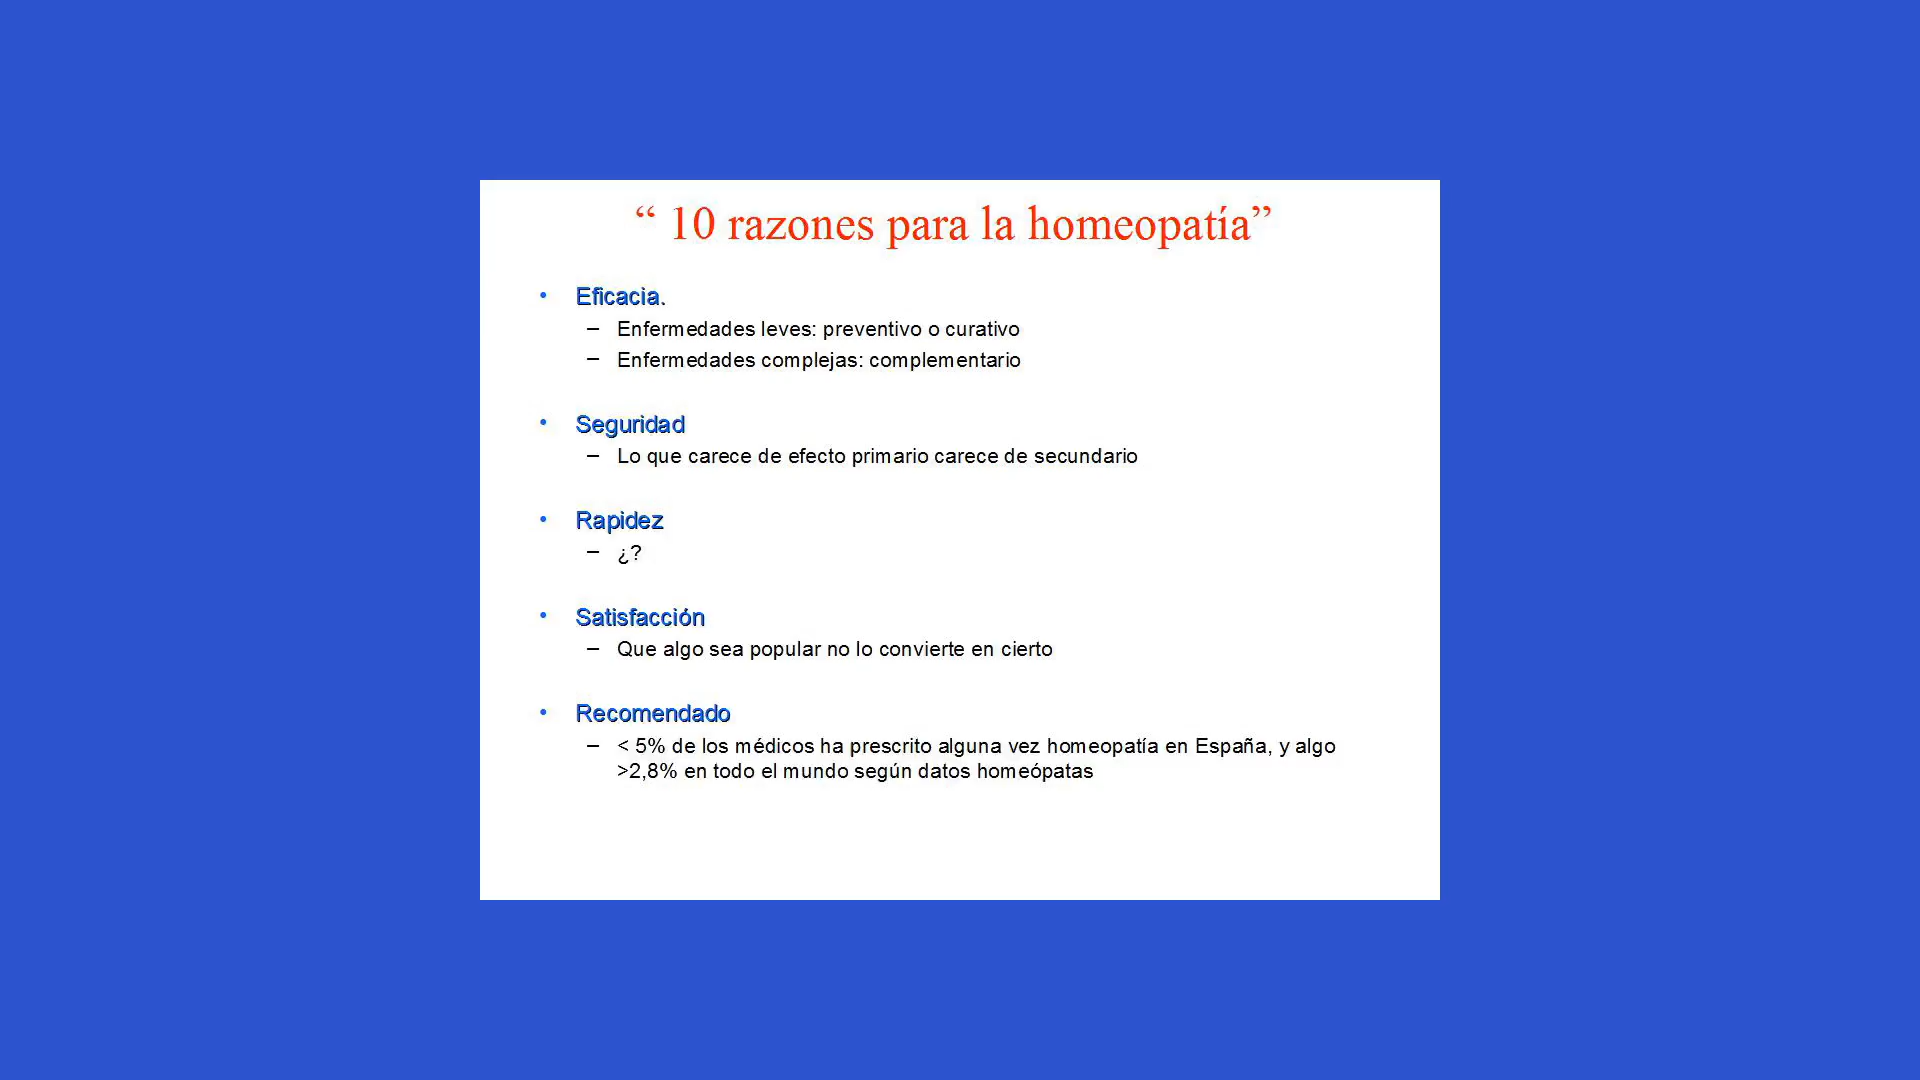 “ 10 razones para la homeopatía”
• Eficacia.
– Enfermedades leves: preventivo o curativo
– Enfermedades complejas: complementario
• Seguridad
– Lo que carece de efecto primario carece de secundario
• Rapidez
– ¿?
• Satisfacción
– Que algo sea popular no lo convierte en cierto
• Recomendado
– < 5% de los médicos ha prescrito alguna vez homeopatía en España, y algo
>2,8% en todo el mundo según datos homeópatas